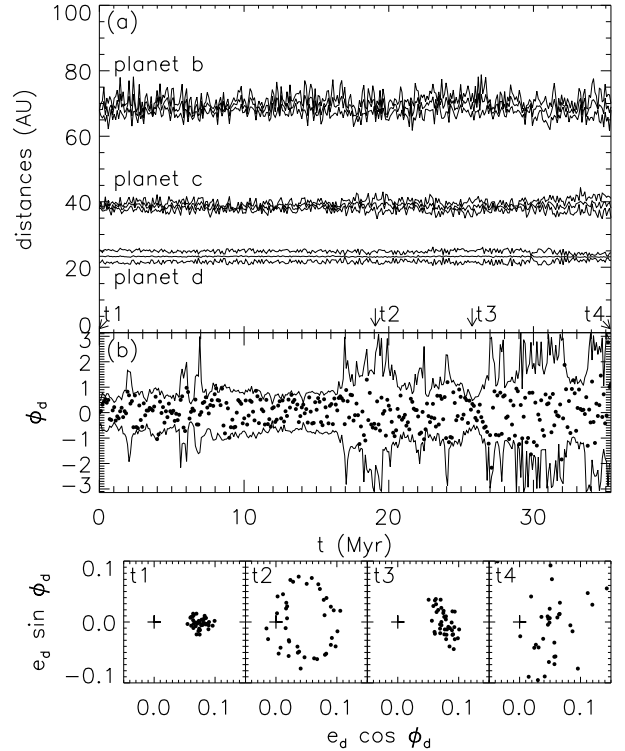 (a)
100
planet b
80
60
planet c
40
planet d
20
0
distances (AU)
t1
t2
t3
t4
(b)
3
2
1
0
−1
−2
−3
ϕd
0
10
20
30
t (Myr)
t1
t2
t3
t4
0.1
0.0
−0.1
ed sin ϕd
0.0 0.1 0.0 0.1 0.0 0.1 0.0 0.1
ed cos ϕd